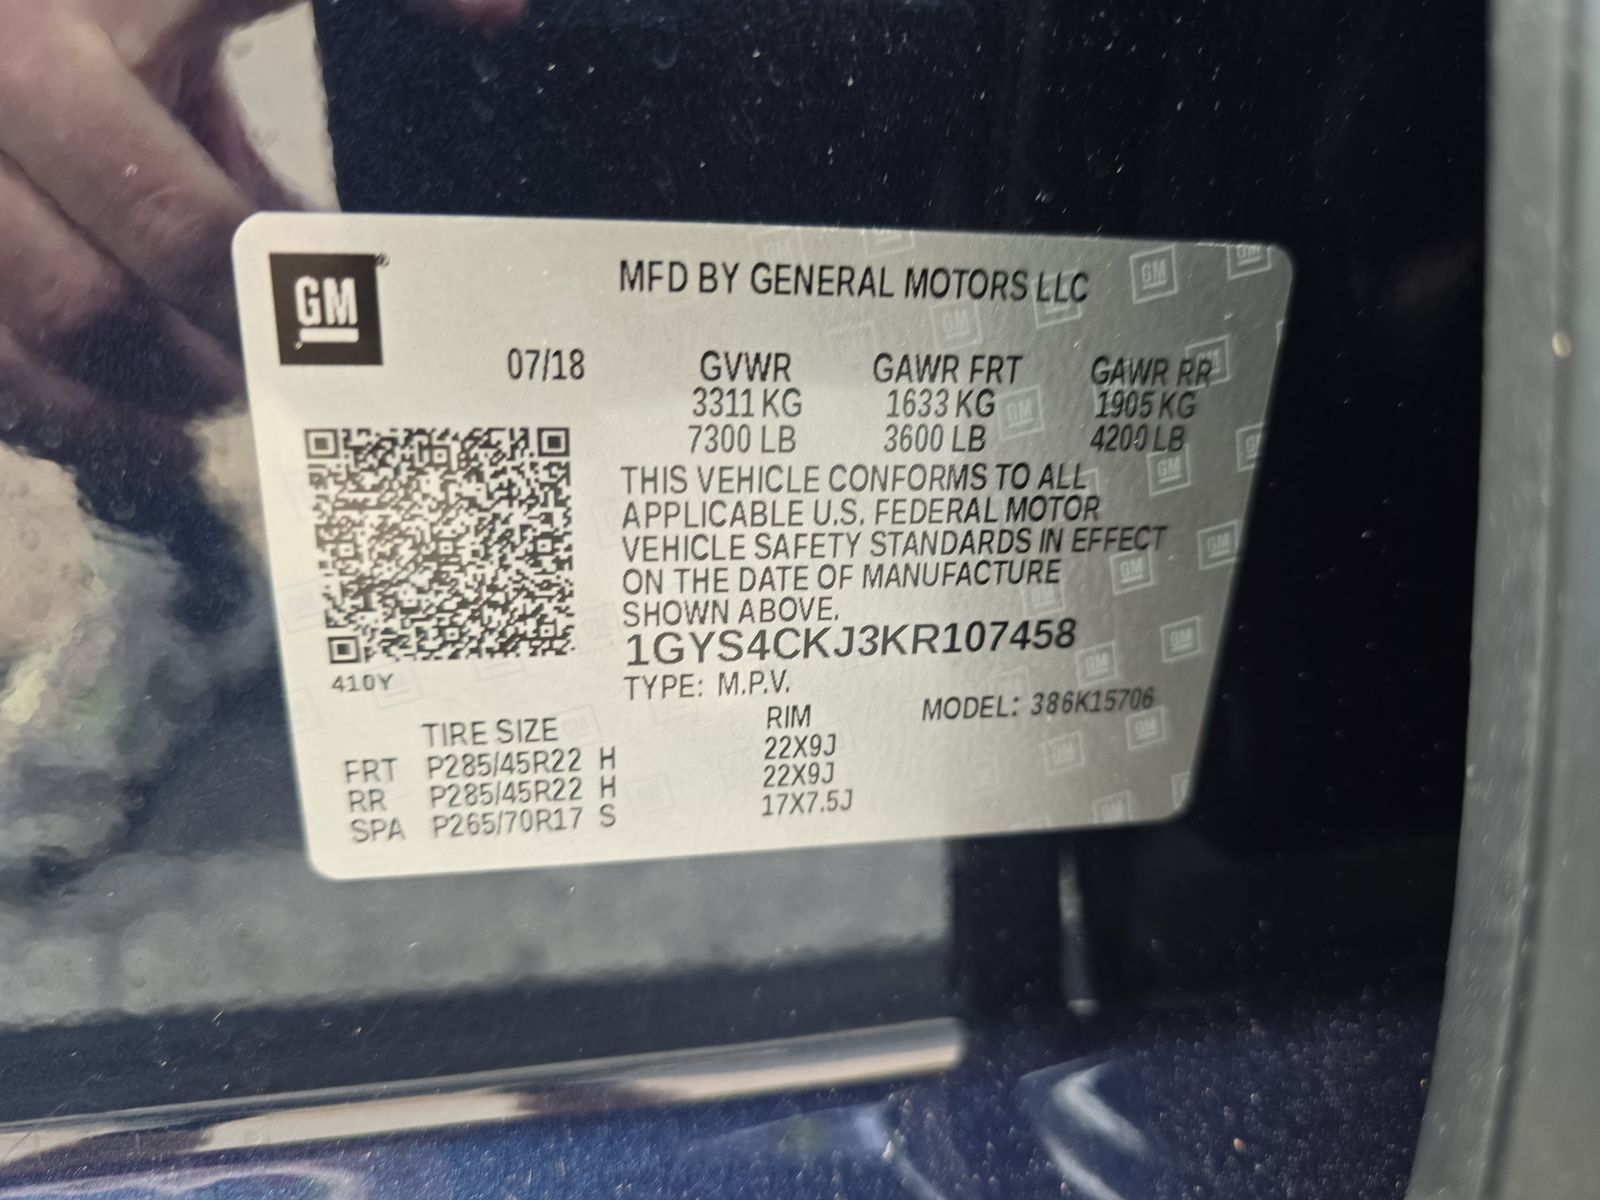 GM®
MFD BY GENERAL MOTORS LLC
07/18 GVWR GAWR FRT GAWR RR
3311 KG 1633 KG 1905 KG
7300 LB 3600 LB 4200 LB
THIS VEHICLE CONFORMS TO ALL
APPLICABLE U.S. FEDERAL MOTOR
VEHICLE SAFETY STANDARDS IN EFFECT
ON THE DATE OF MANUFACTURE
SHOWN ABOVE.
1GYS4CKJ3KR107458
410Y
TYPE: M.P.V.
MODEL: 386K15706
TIRE SIZE RIM
FRT P285/45R22 H 22X9J
RR P285/45R22 H 22X9J
SPA P265/70R17 S 17X7.5J